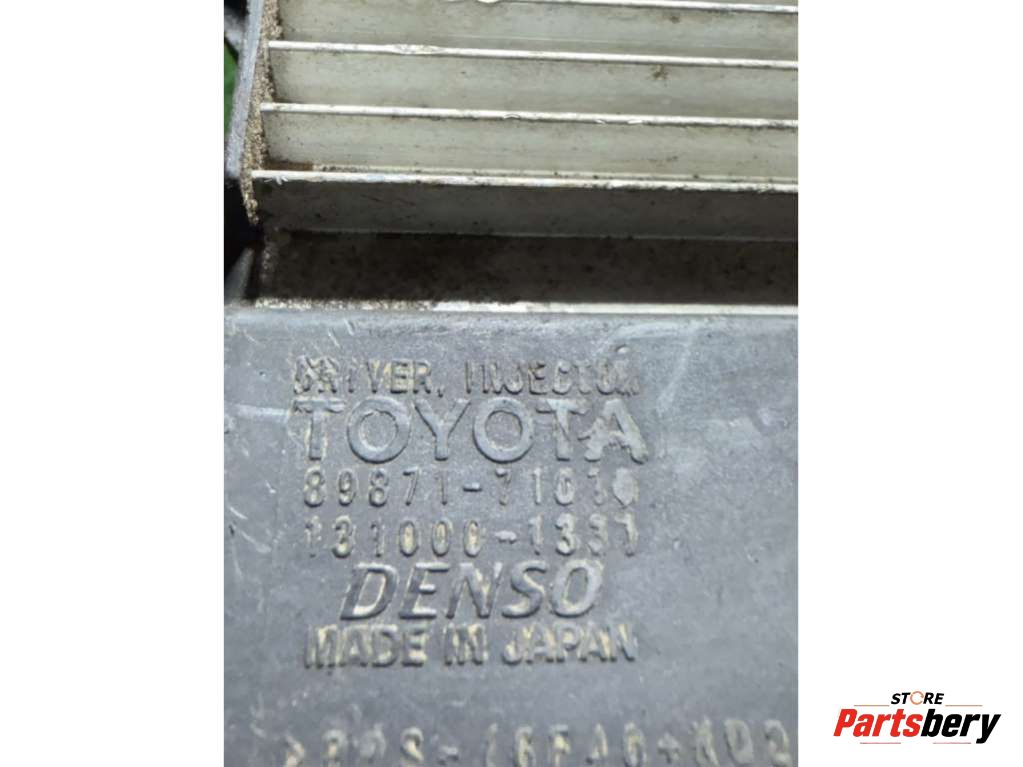 DRIVER, INJECTOR
TOYOTA
89871-71010
131000-1331
DENSO
MADE IN JAPAN
STORE
Partsbery